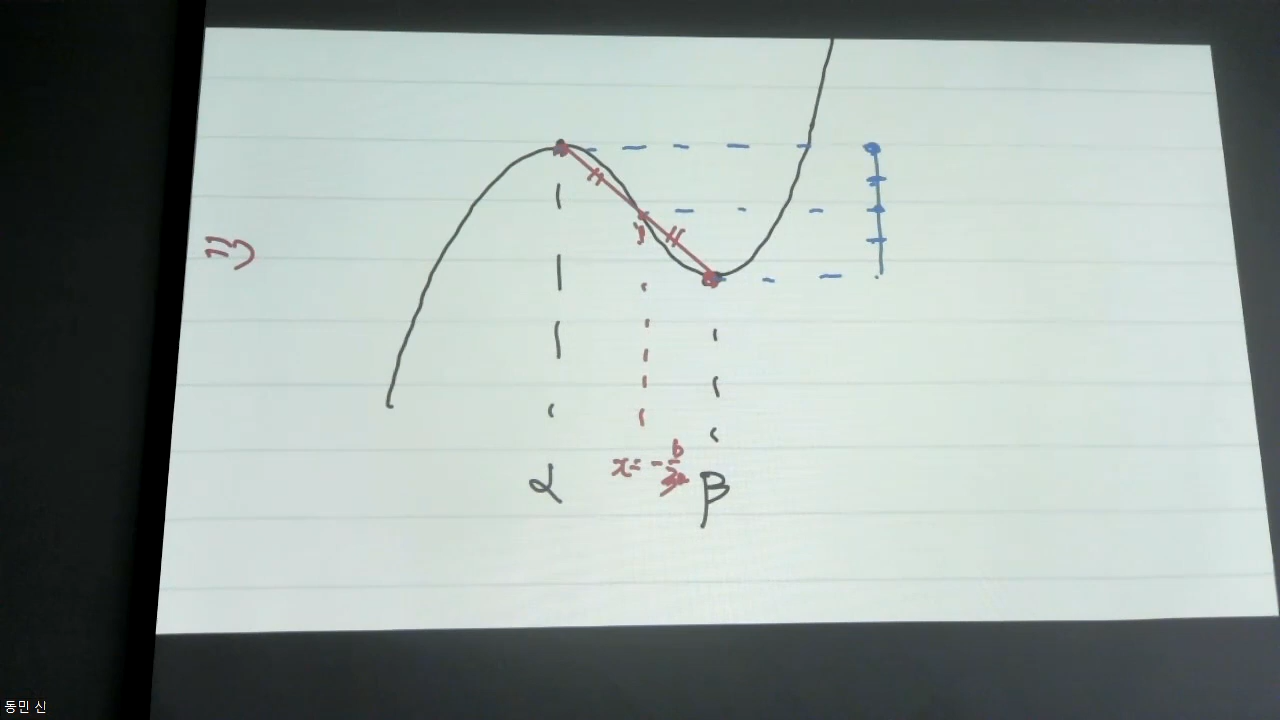 ⇒
x = -b/3a
α
β
동민 신